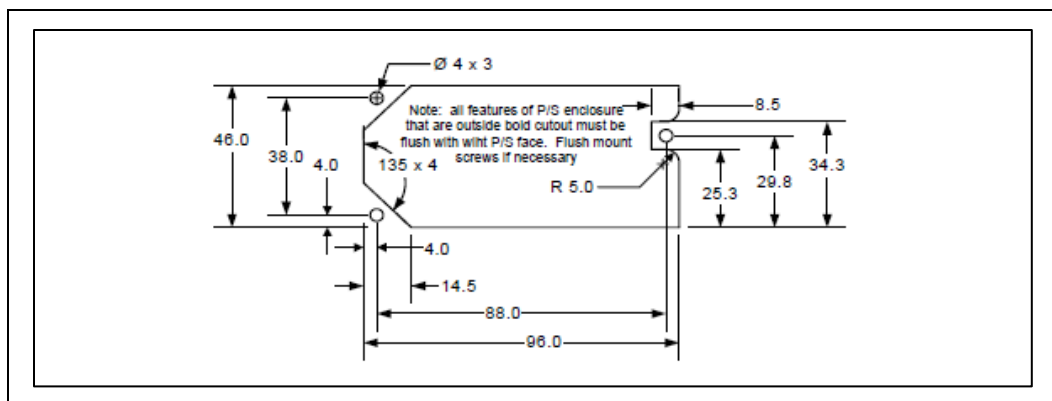 Ø 4 x 3
Note: all features of P/S enclosure
that are outside bold cutout must be
flush with wiht P/S face. Flush mount
screws if necessary
8.5
46.0
38.0
4.0
135 x 4
R 5.0
25.3
29.8
34.3
4.0
14.5
88.0
96.0